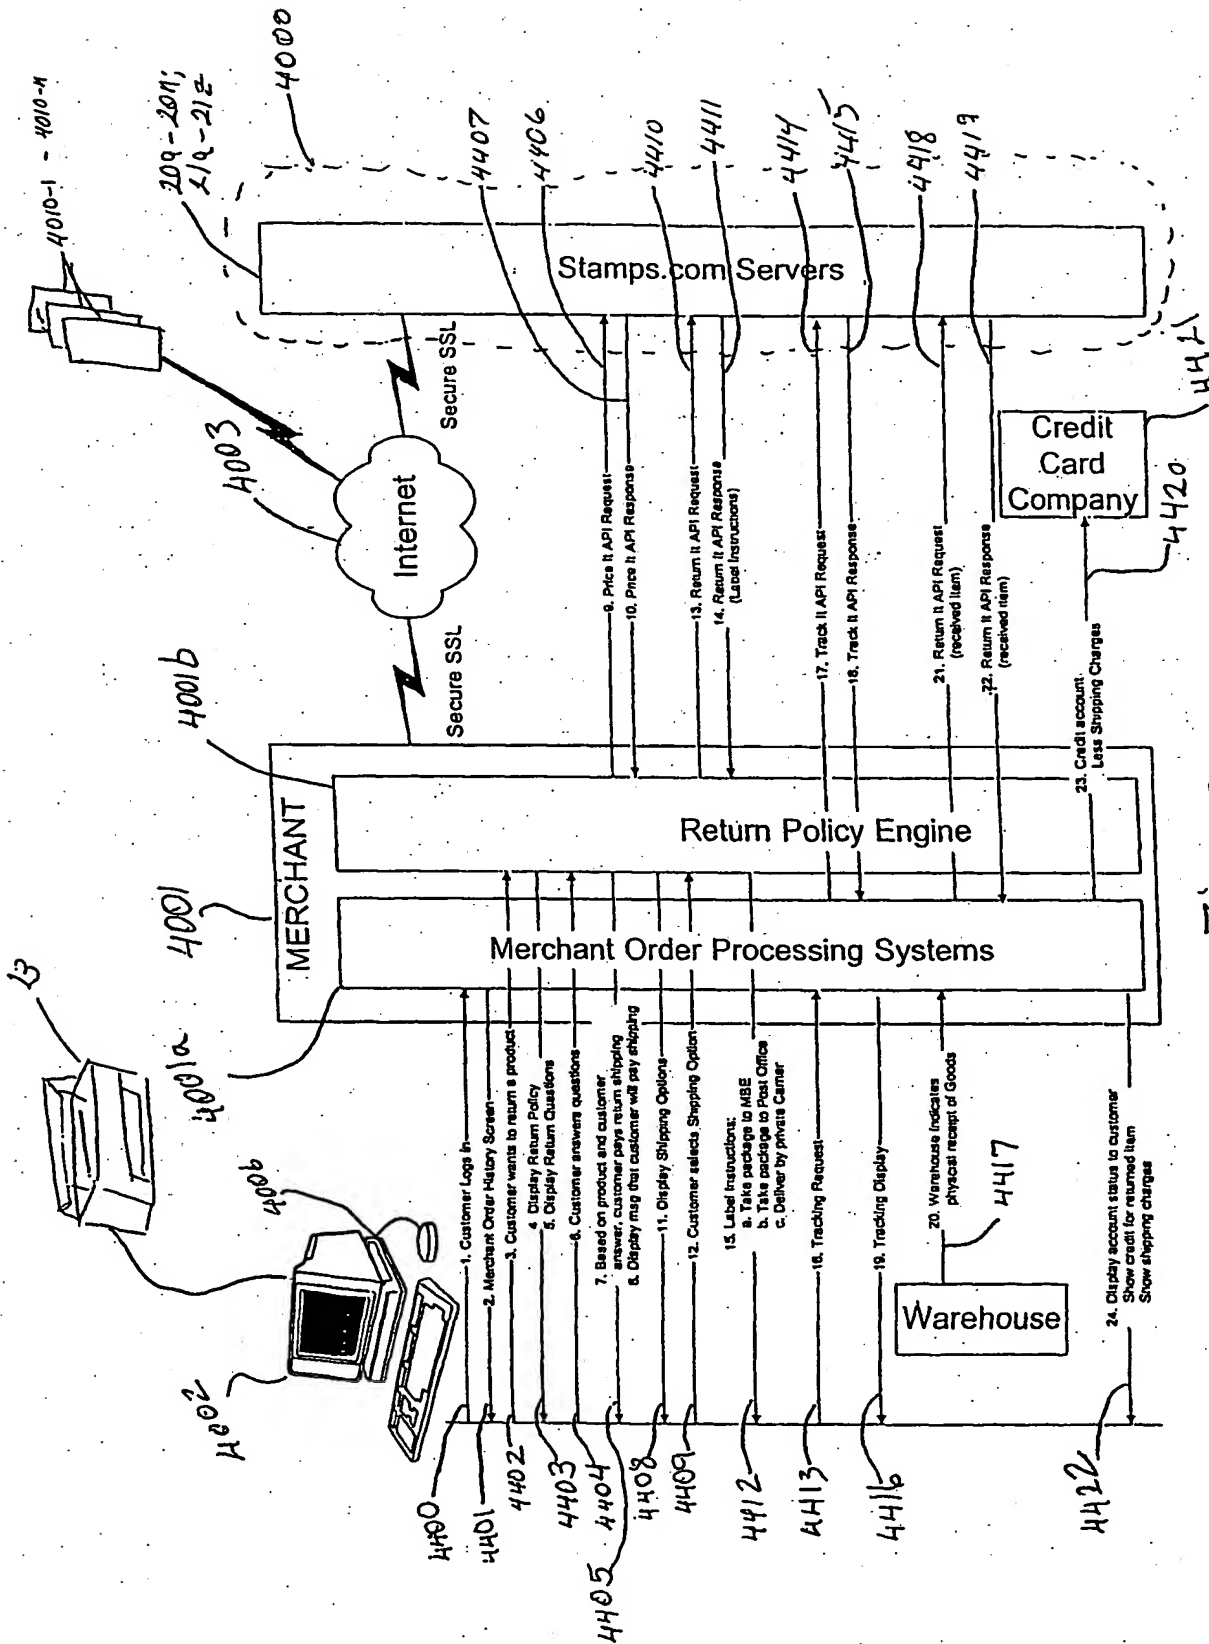 4010-1 - 4010-n
20a-20n;
21a-21z
4000
Stamps.com Servers
4407
4406
4410
4411
4414
4415
4418
4419
4003
Internet
Secure SSL
Secure SSL
4001
MERCHANT
4001a
4001b
Merchant Order Processing Systems
Return Policy Engine
23
4002
400b
4400
1. Customer Logs In
4401
2. Merchant Order History Screen
4402
3. Customer wants to return a product
4403
4. Display Return Policy
5. Display Return Questions
4404
6. Customer answers questions
4405
7. Based on product and customer
answer, customer pays return shipping
8. Display msg that customer will pay shipping
9. Price It API Request
10. Price It API Response
4408
11. Display Shipping Options
4409
12. Customer selects Shipping Option
13. Return It API Request
14. Return It API Response
(Label Instructions)
4412
15. Label Instructions:
a. Take package to MBE
b. Take package to Post Office
c. Deliver by private Carrier
4413
16. Tracking Request
17. Track It API Request
18. Track It API Response
4416
19. Tracking Display
Warehouse
4417
20. Warehouse Indicates
physical receipt of Goods
21. Return It API Request
(received item)
22. Return It API Response
(received item)
23. Credit account
Less Shipping Charges
4420
Credit
Card
Company
4421
4422
24. Display account status to customer
Show credit for returned item
Show shipping charges